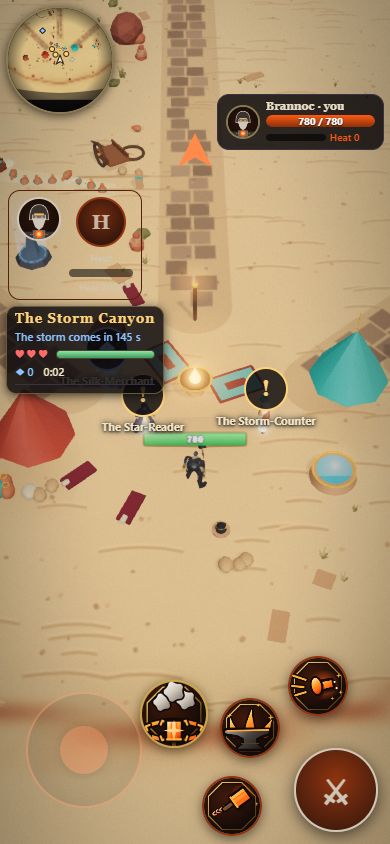 Brannoc · you
780 / 780
Heat 0
H
The Storm Canyon
The storm comes in 145 s
0 0:02
The Silk-Merchant
The Star-Reader
The Storm-Counter
780